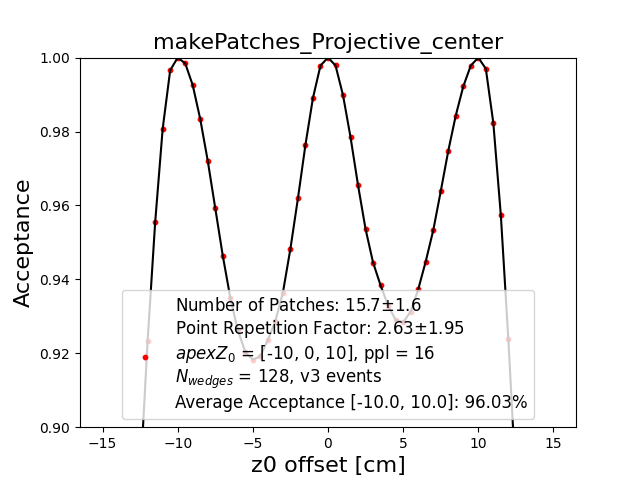 makePatches_Projective_center
Acceptance
1.00
0.98
0.96
0.94
0.92
0.90
Number of Patches: 15.7±1.6
Point Repetition Factor: 2.63±1.95
apexZ₀ = [-10, 0, 10], ppl = 16
N_wedges = 128, v3 events
Average Acceptance [-10.0, 10.0]: 96.03%
−15 −10 −5 0 5 10 15
z0 offset [cm]